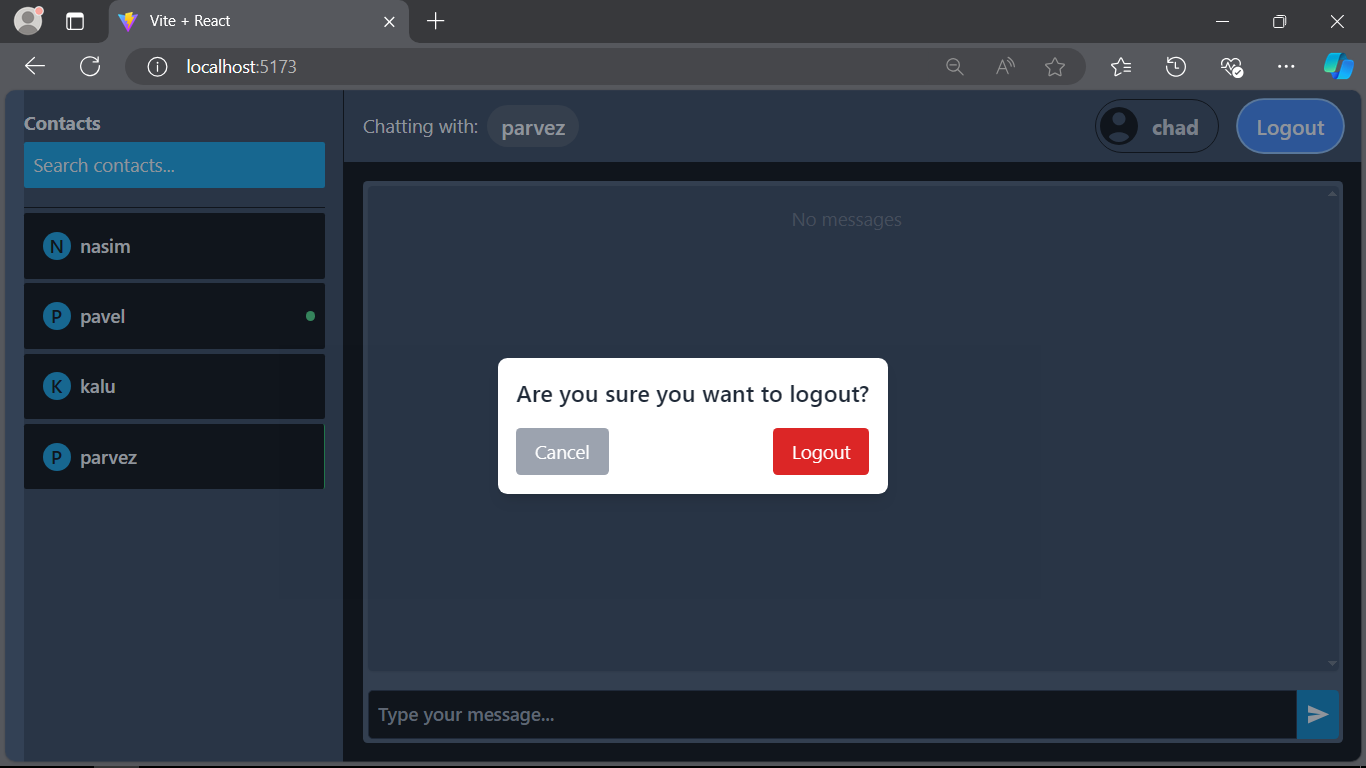 Vite + React
localhost:5173
Contacts
Search contacts...
N nasim
P pavel
K kalu
P parvez
Chatting with: parvez
chad
Logout
No messages
Are you sure you want to logout?
Cancel
Logout
Type your message...